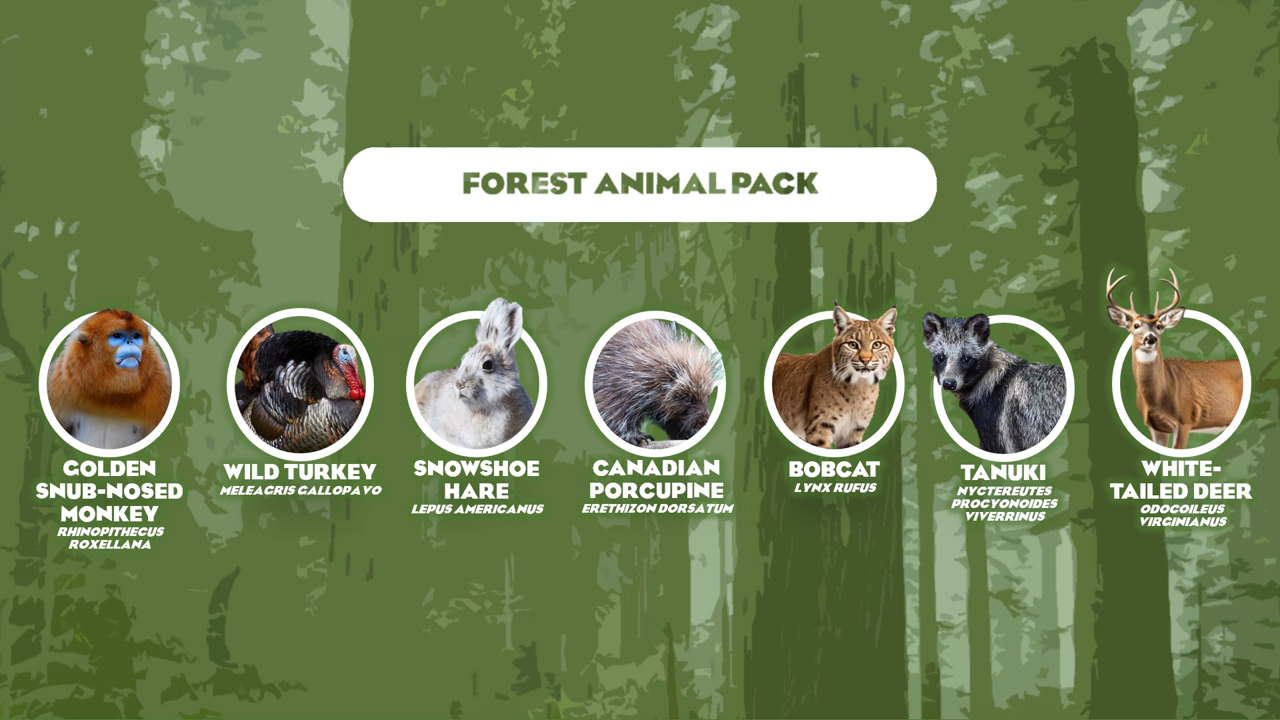 FOREST ANIMAL PACK
GOLDEN
SNUB-NOSED
MONKEY
RHINOPITHECUS
ROXELLANA
WILD TURKEY
MELEAGRIS GALLOPAVO
SNOWSHOE
HARE
LEPUS AMERICANUS
CANADIAN
PORCUPINE
ERETHIZON DORSATUM
BOBCAT
LYNX RUFUS
TANUKI
NYCTEREUTES
PROCYONOIDES
VIVERRINUS
WHITE-
TAILED DEER
ODOCOILEUS
VIRGINIANUS